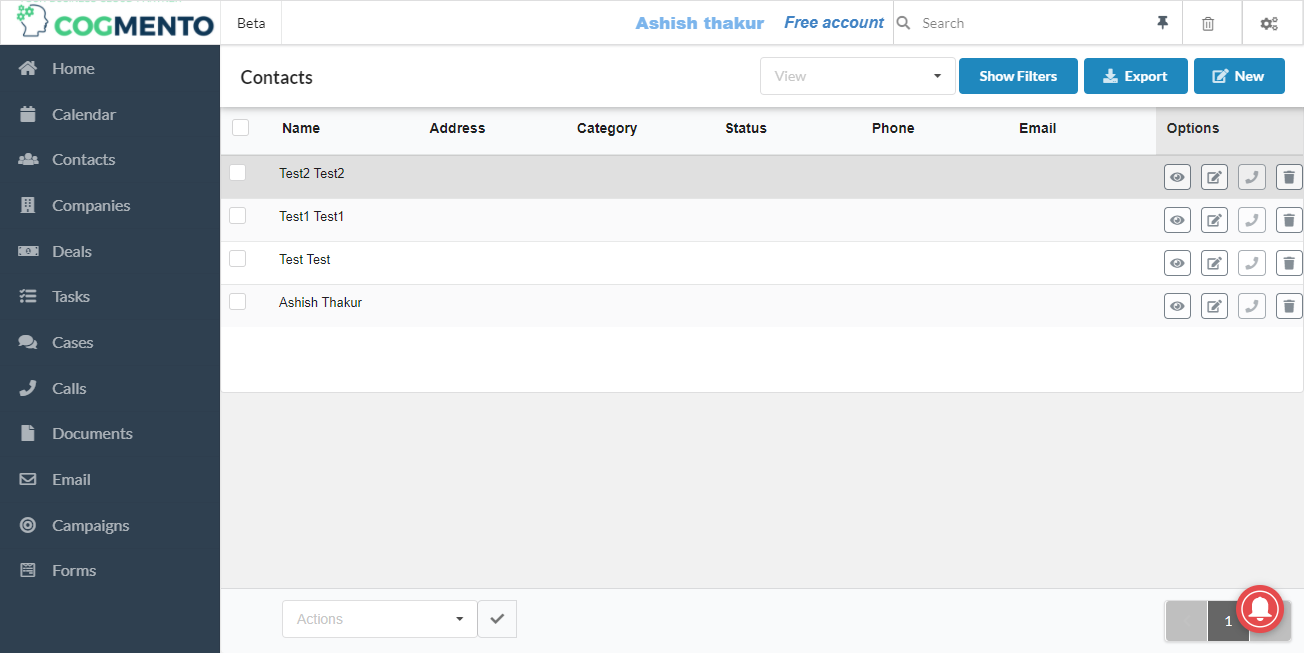 COGMENTO
Beta
Ashish thakur
Free account
Search
Home
Calendar
Contacts
Companies
Deals
Tasks
Cases
Calls
Documents
Email
Campaigns
Forms
Contacts
View
Show Filters
Export
New
Name Address Category Status Phone Email Options
Test2 Test2
Test1 Test1
Test Test
Ashish Thakur
Actions
1